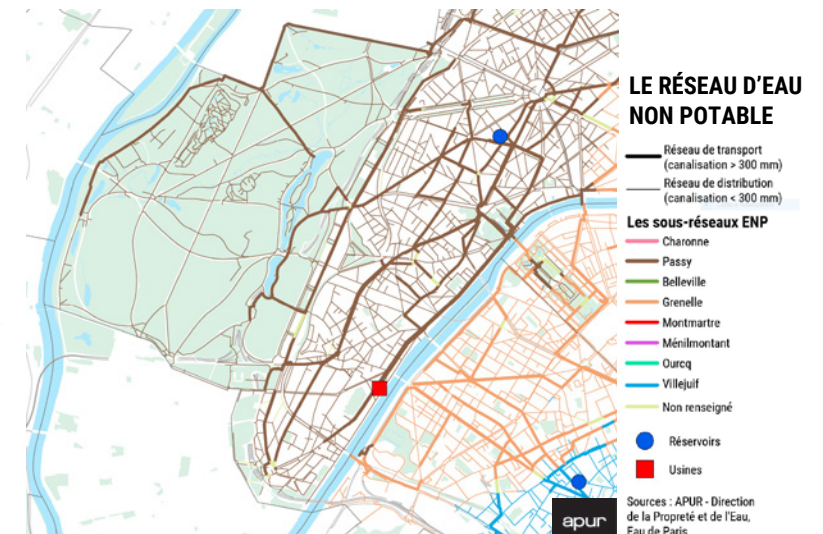 LE RÉSEAU D'EAU
NON POTABLE
Réseau de transport
(canalisation > 300 mm)
Réseau de distribution
(canalisation < 300 mm)
Les sous-réseaux ENP
Charonne
Passy
Belleville
Grenelle
Montmartre
Ménilmontant
Ourcq
Villejuif
Non renseigné
Réservoirs
Usines
Sources : APUR - Direction
de la Propreté et de l'Eau,
Eau de Paris
apur